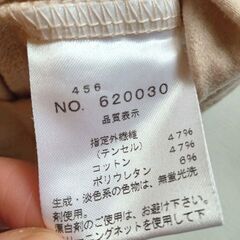 456
NO. 620030
品質表示
指定外繊維 47%
(テンセル)
コットン 47%
ポリウレタン 6%
生成・淡色系の色物は、無蛍光洗
剤使用。
漂白剤のご使用は、お避け下さい。
ーニングネットを使用して下